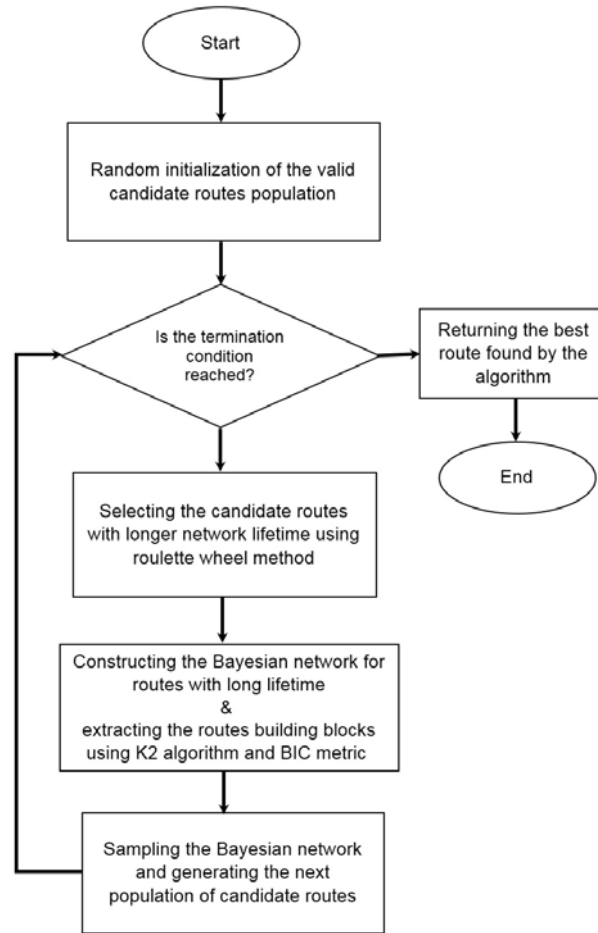 Start
Random initialization of the valid
candidate routes population
Is the termination
condition
reached?
Returning the best
route found by the
algorithm
End
Selecting the candidate routes
with longer network lifetime using
roulette wheel method
Constructing the Bayesian network for
routes with long lifetime
&
extracting the routes building blocks
using K2 algorithm and BIC metric
Sampling the Bayesian network
and generating the next
population of candidate routes